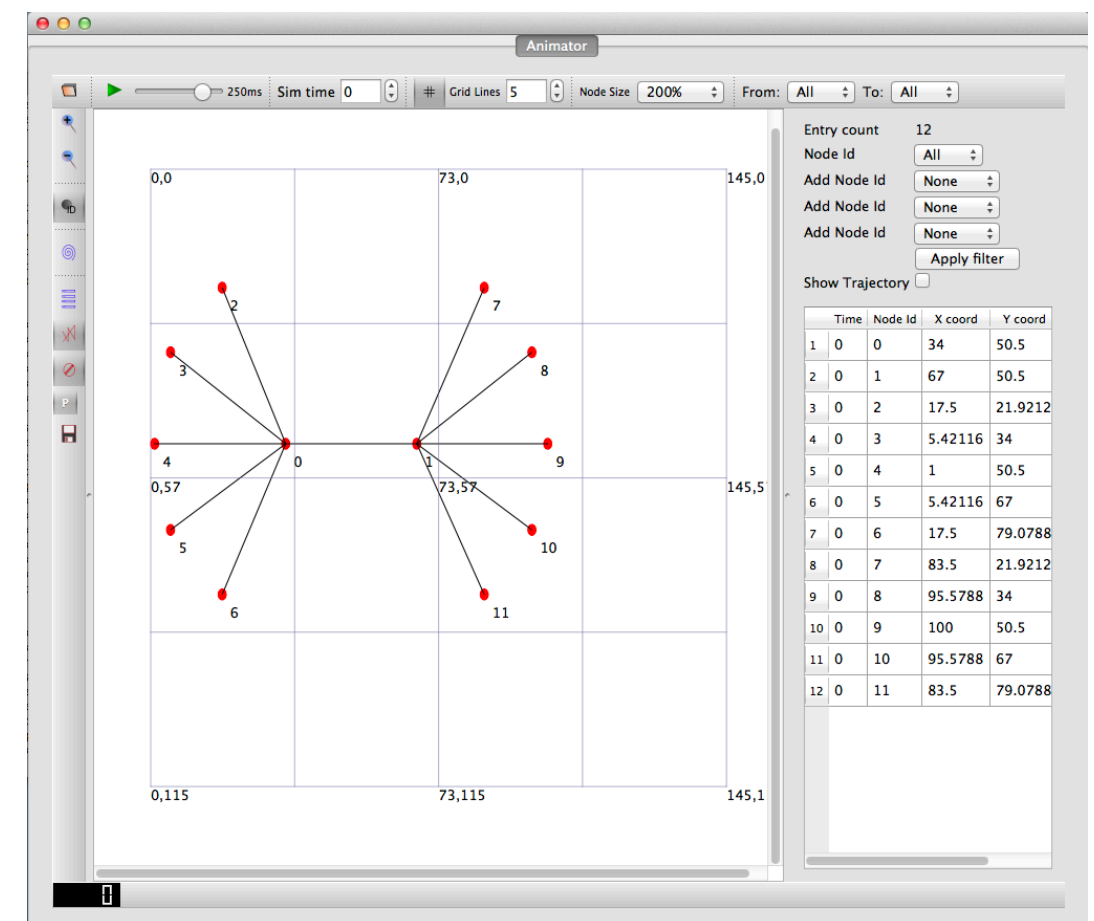 Animator
250ms Sim time 0 # Grid Lines 5 Node Size 200% From: All To: All
Entry count 12
Node Id All
Add Node Id None
Add Node Id None
Add Node Id None
Apply filter
Show Trajectory
ID
P
0,0 73,0 145,0
2 7
3 8
4 0 1 9
0,57 73,57 145,5
5 10
6 11
0,115 73,115 145,1
Time Node Id X coord Y coord
1 0 0 34 50.5
2 0 1 67 50.5
3 0 2 17.5 21.9212
4 0 3 5.42116 34
5 0 4 1 50.5
6 0 5 5.42116 67
7 0 6 17.5 79.0788
8 0 7 83.5 21.9212
9 0 8 95.5788 34
10 0 9 100 50.5
11 0 10 95.5788 67
12 0 11 83.5 79.0788
0